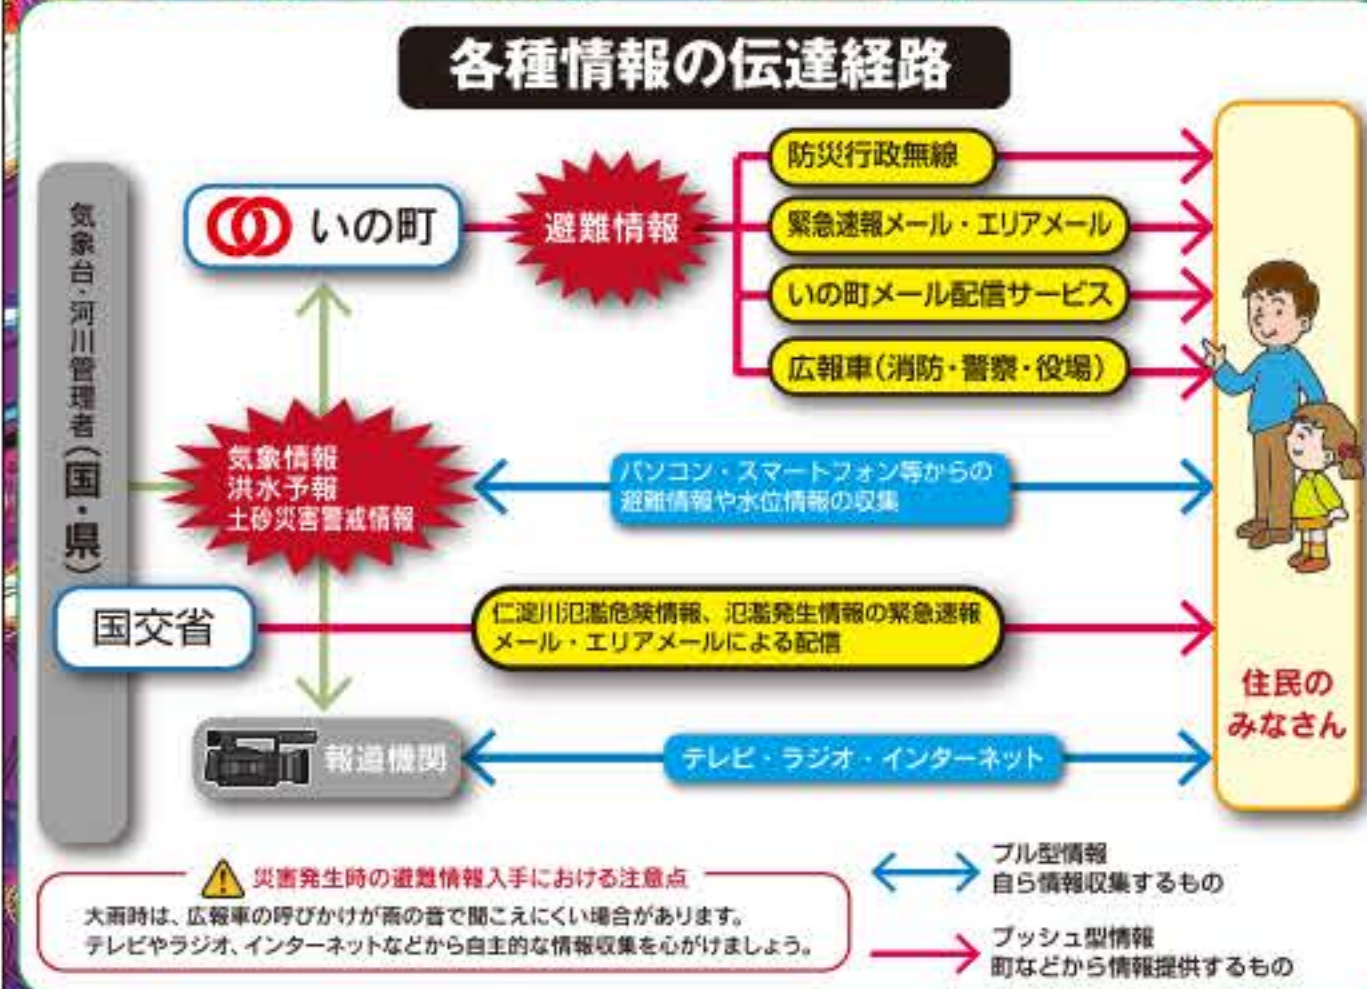 各種情報の伝達経路
気象台・河川管理者(国・県)
いの町
避難情報
防災行政無線
緊急速報メール・エリアメール
いの町メール配信サービス
広報車(消防・警察・役場)
気象情報
洪水予報
土砂災害警戒情報
パソコン・スマートフォン等からの
避難情報や水位情報の収集
国交省
仁淀川氾濫危険情報、氾濫発生情報の緊急速報
メール・エリアメールによる配信
報道機関
テレビ・ラジオ・インターネット
住民の
みなさん
災害発生時の避難情報入手における注意点
大雨時は、広報車の呼びかけが雨の音で聞こえにくい場合があります。
テレビやラジオ、インターネットなどから自主的な情報収集を心がけましょう。
プル型情報
自ら情報収集するもの
プッシュ型情報
町などから情報提供するもの